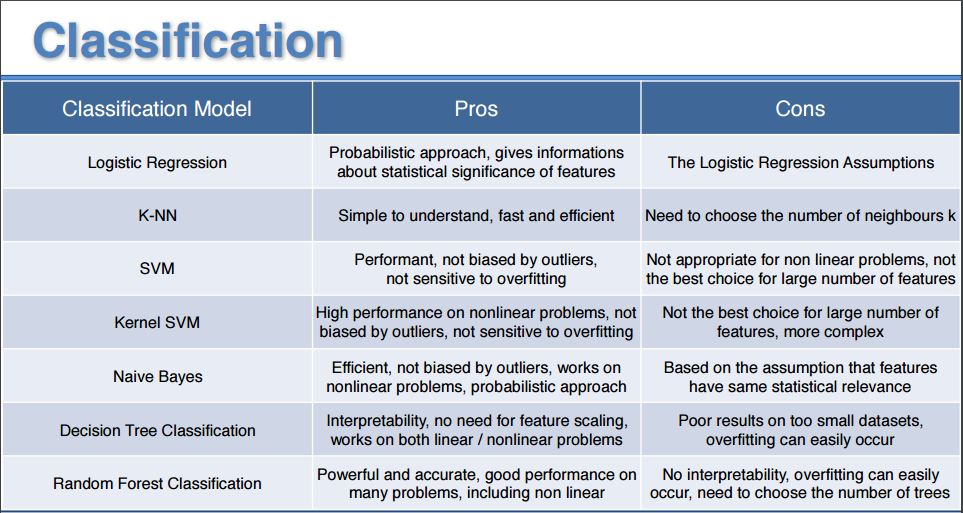 Classification
Classification Model
Pros
Cons
Logistic Regression
Probabilistic approach, gives informations
about statistical significance of features
The Logistic Regression Assumptions
K-NN
Simple to understand, fast and efficient
Need to choose the number of neighbours k
SVM
Performant, not biased by outliers,
not sensitive to overfitting
Not appropriate for non linear problems, not
the best choice for large number of features
Kernel SVM
High performance on nonlinear problems, not
biased by outliers, not sensitive to overfitting
Not the best choice for large number of
features, more complex
Naive Bayes
Efficient, not biased by outliers, works on
nonlinear problems, probabilistic approach
Based on the assumption that features
have same statistical relevance
Decision Tree Classification
Interpretability, no need for feature scaling,
works on both linear / nonlinear problems
Poor results on too small datasets,
overfitting can easily occur
Random Forest Classification
Powerful and accurate, good performance on
many problems, including non linear
No interpretability, overfitting can easily
occur, need to choose the number of trees